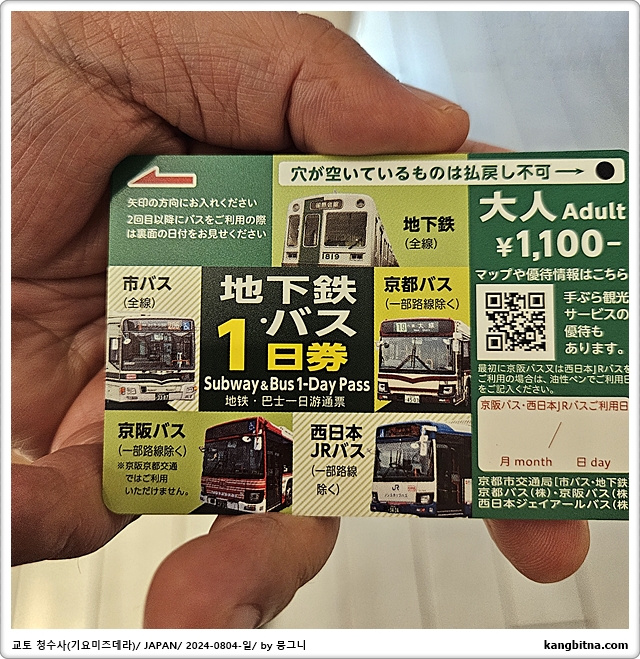 穴が空いているものは払戻し不可→
矢印の方向にお入れください
2回目以降にバスをご利用の際
は裏面の日付をお見せください
地下鉄
(全線)
1819
大人 Adult
¥1,100-
マップや優待情報はこちら
手ぶら観光
サービスの
優待も
あります。
市バス
(全線)
206
地下鉄
・バス
1日券
Subway&Bus 1-Day Pass
地铁・巴士一日游通票
京都バス
(一部路線除く)
京阪バス
(一部路線除く)
※京阪京都交通
ではご利用
いただけません。
西日本
JRバス
(一部路線
除く)
JR
最初に京阪バス又は西日本JRバスを
ご利用の場合は、油性ペンでご利用日
をご記入ください。
京阪バス・西日本JRバスご利用日
/
月 month 日 day
京都市交通局[市バス・地下鉄
京都バス(株)・京阪バス(株
西日本ジェイアールバス(株
교토 청수사(기요미즈데라)/ JAPAN/ 2024-0804-일/ by 뭉그니
kangbitna.com